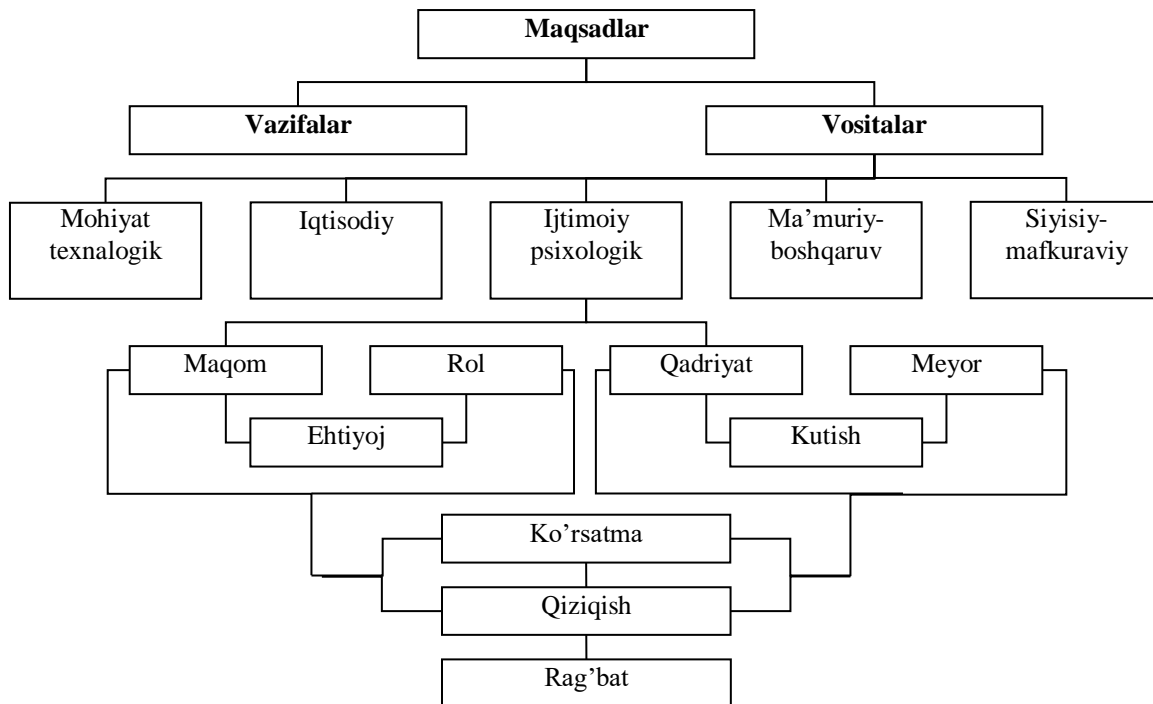 Maqsadlar
Vazifalar
Vositalar
Mohiyat
texnalogik
Iqtisodiy
Ijtimoiy
psixologik
Ma’muriy-
boshqaruv
Siyisiy-
mafkuraviy
Maqom
Rol
Qadriyat
Meyor
Ehtiyoj
Kutish
Ko’rsatma
Qiziqish
Rag’bat